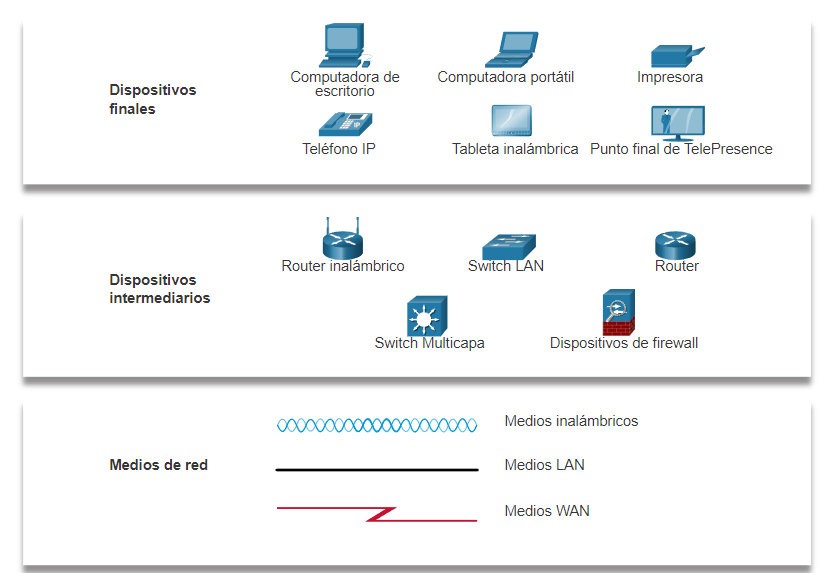 Dispositivos
finales
Computadora de
escritorio
Computadora portátil
Impresora
Teléfono IP
Tableta inalámbrica
Punto final de TelePresence
Dispositivos
intermediarios
Router inalámbrico
Switch LAN
Router
Switch Multicapa
Dispositivos de firewall
Medios de red
Medios inalámbricos
Medios LAN
Medios WAN